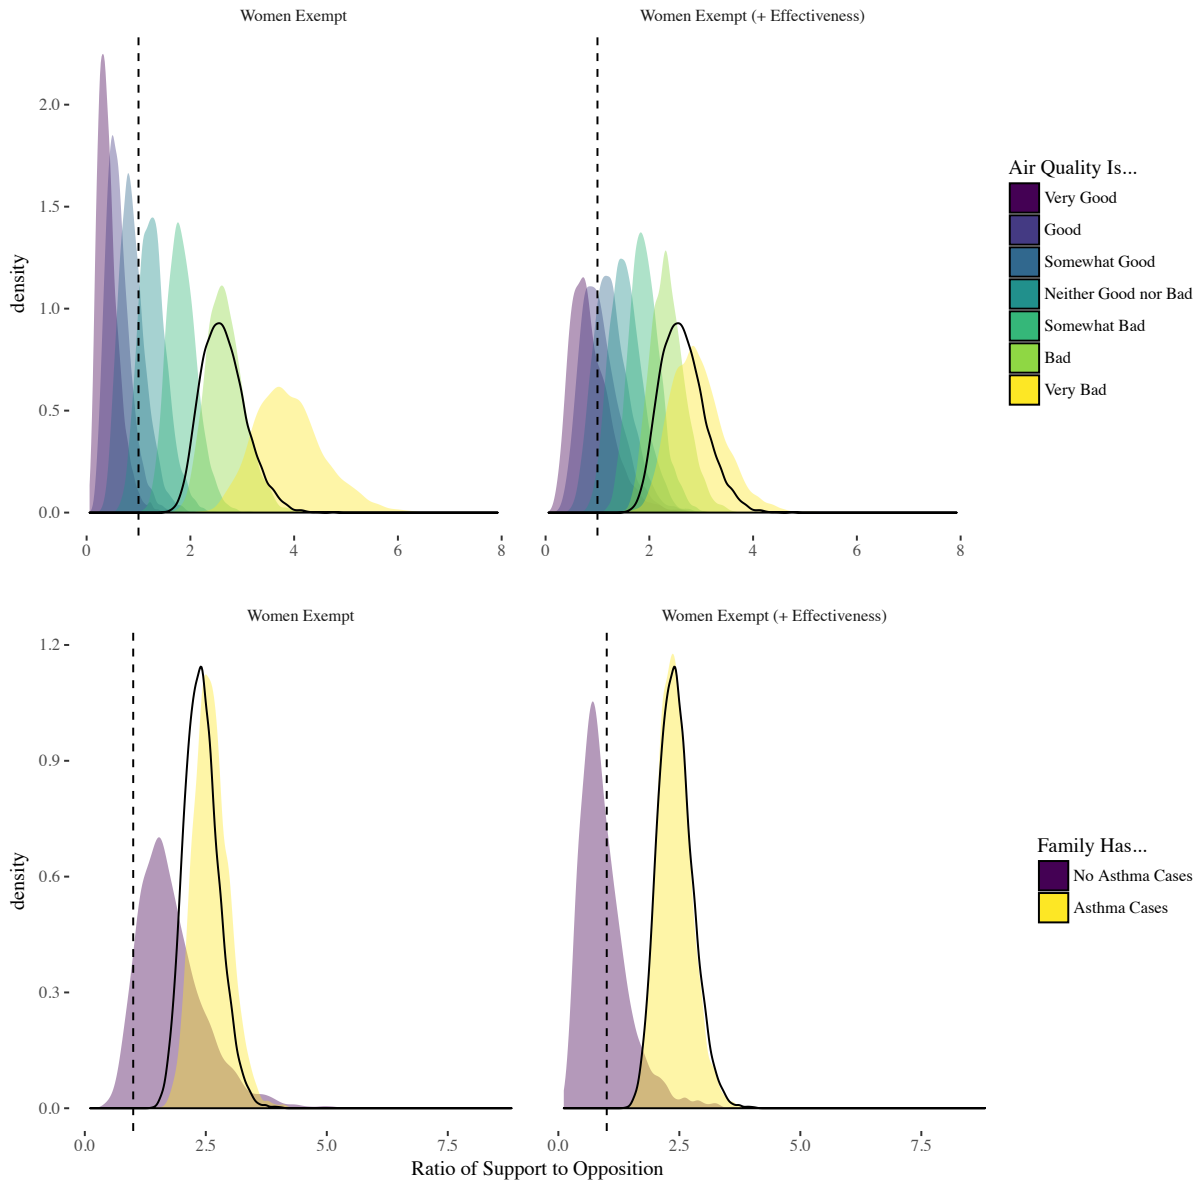 Women Exempt
Women Exempt (+ Effectiveness)
density
2.0
1.5
1.0
0.5
0.0
0 2 4 6 8
0 2 4 6 8
Air Quality Is...
Very Good
Good
Somewhat Good
Neither Good nor Bad
Somewhat Bad
Bad
Very Bad
Women Exempt
Women Exempt (+ Effectiveness)
density
1.2
0.9
0.6
0.3
0.0
0.0 2.5 5.0 7.5
0.0 2.5 5.0 7.5
Ratio of Support to Opposition
Family Has...
No Asthma Cases
Asthma Cases